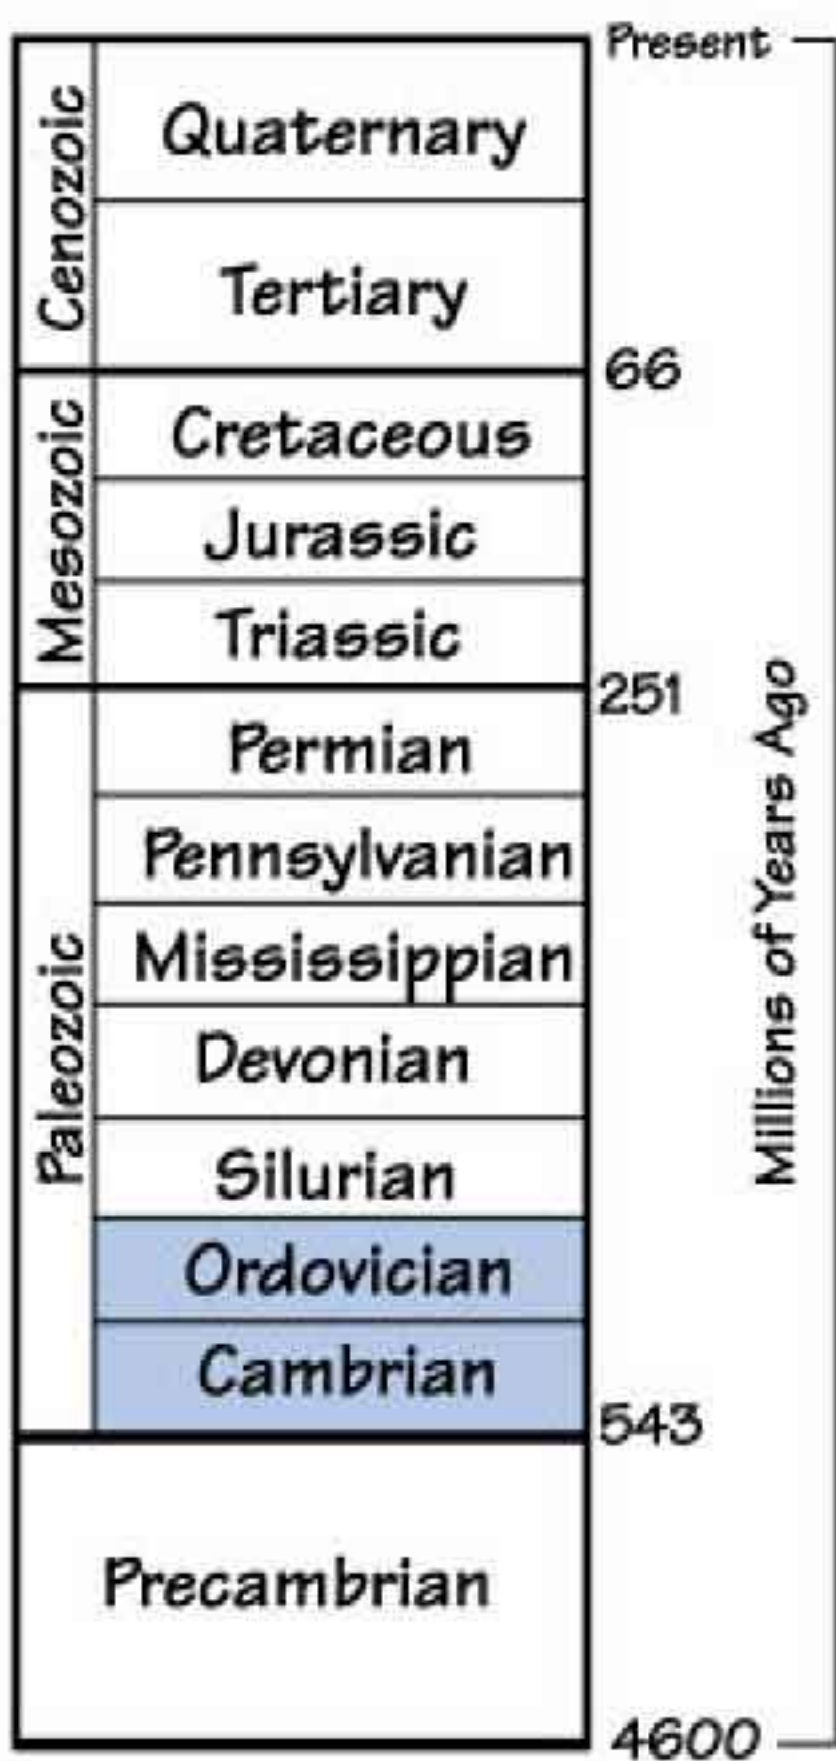 Present
Cenozoic
Quaternary
Tertiary
66
Mesozoic
Cretaceous
Jurassic
Triassic
251
Paleozoic
Permian
Pennsylvanian
Mississippian
Devonian
Silurian
Ordovician
Cambrian
543
Precambrian
4600
Millions of Years Ago